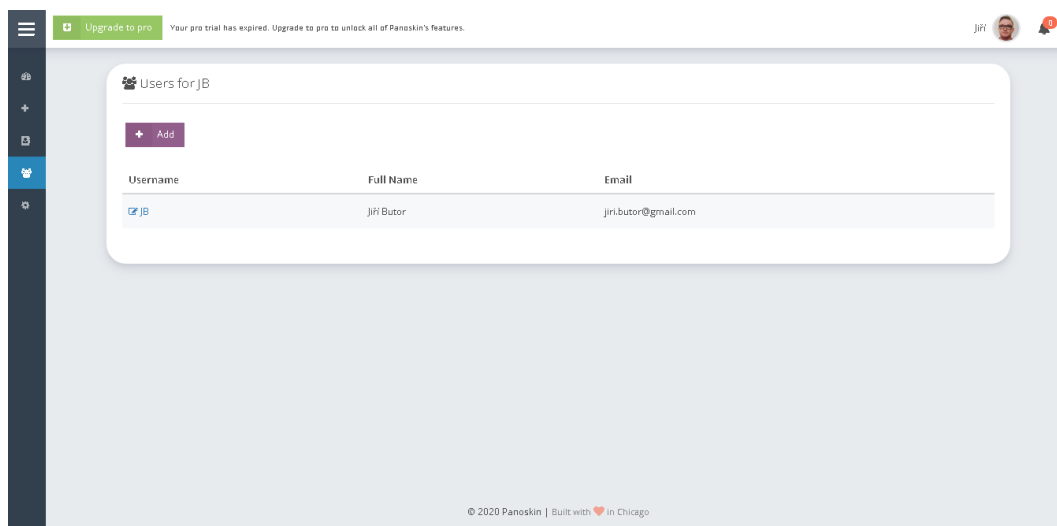 Upgrade to pro Your pro trial has expired. Upgrade to pro to unlock all of Panoskin's features. Jiří 0
Users for JB
Add
Username Full Name Email
JB Jiří Butor jiri.butor@gmail.com
© 2020 Panoskin | Built with ❤ in Chicago